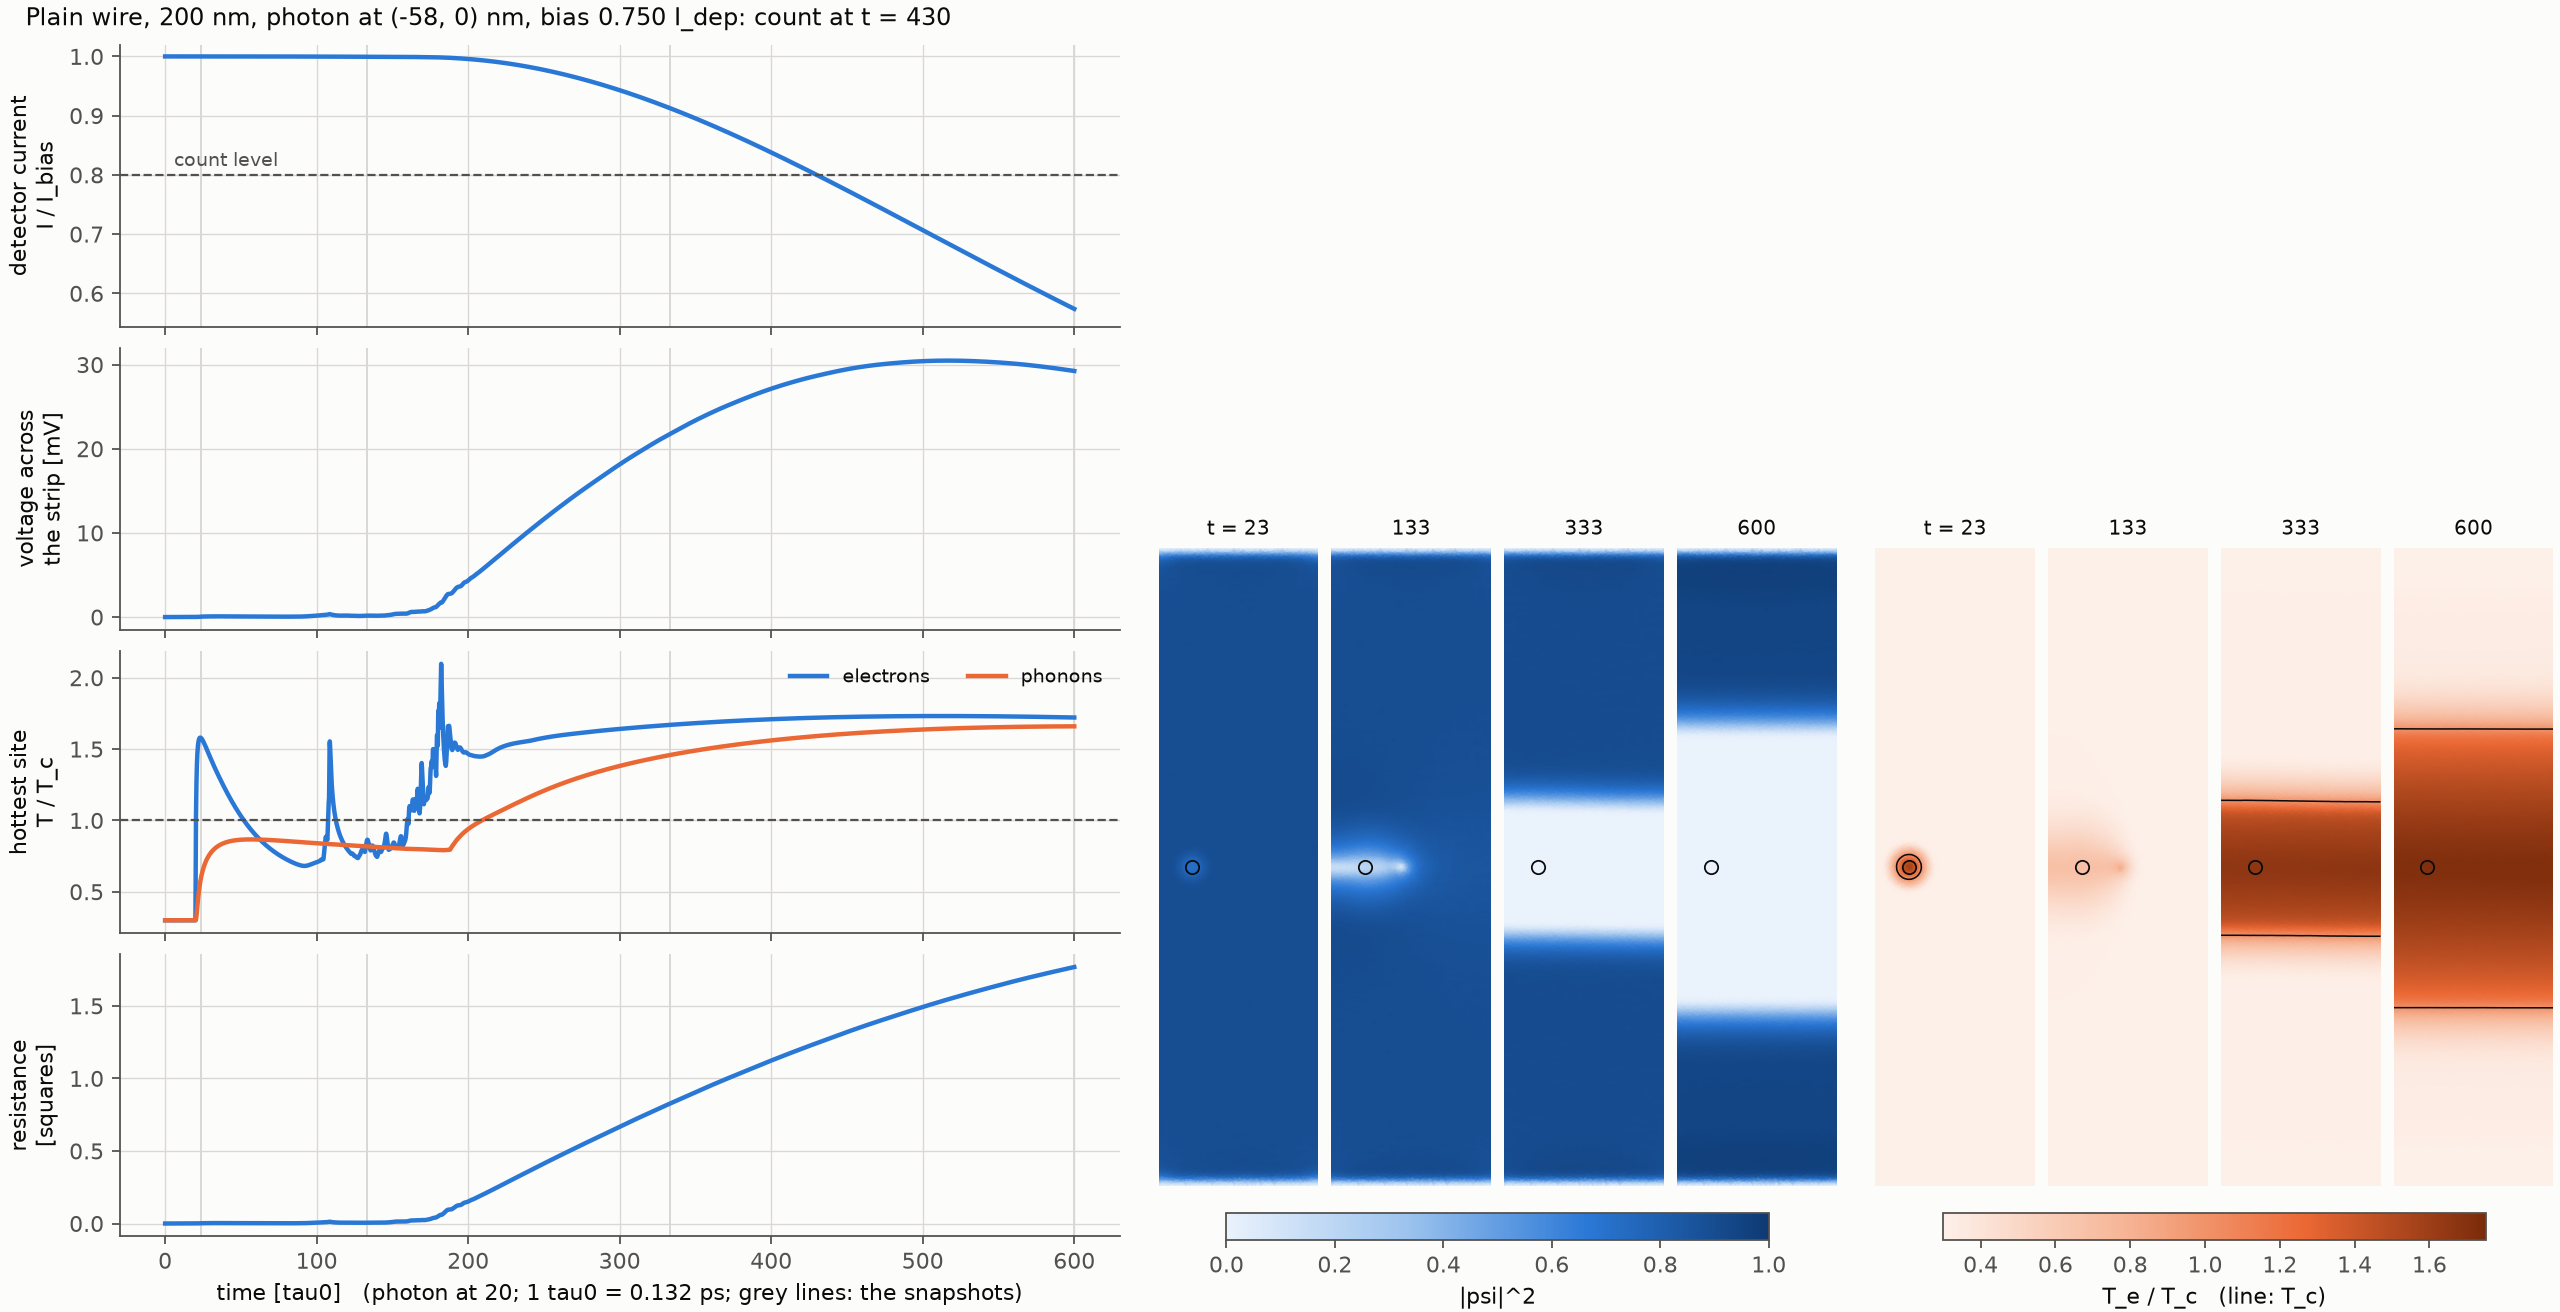 Plain wire, 200 nm, photon at (-58, 0) nm, bias 0.750 I_dep: count at t = 430
detector current
I / I_bias
1.0
0.9
0.8
0.7
0.6
count level
voltage across
the strip [mV]
30
20
10
0
hottest site
T / T_c
2.0
1.5
1.0
0.5
electrons
phonons
resistance
[squares]
1.5
1.0
0.5
0.0
0 100 200 300 400 500 600
time [tau0]   (photon at 20; 1 tau0 = 0.132 ps; grey lines: the snapshots)
t = 23 133 333 600
0.0 0.2 0.4 0.6 0.8 1.0
|psi|^2
t = 23 133 333 600
0.4 0.6 0.8 1.0 1.2 1.4 1.6
T_e / T_c   (line: T_c)